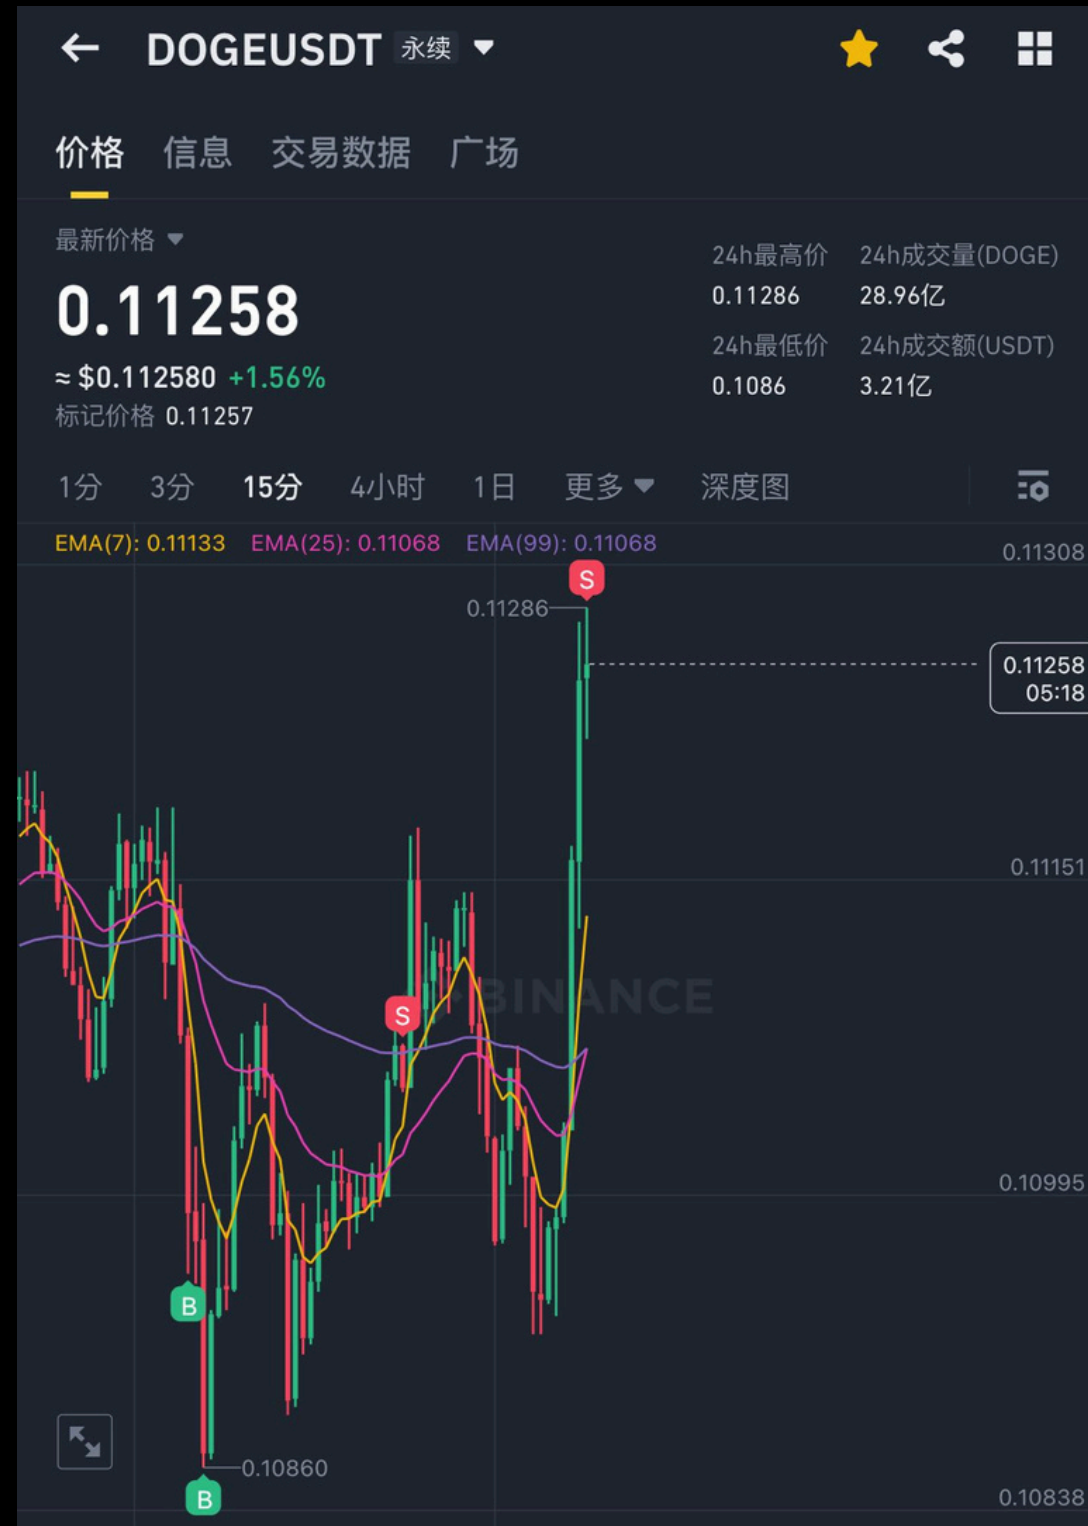 DOGEUSDT 永续
价格 信息 交易数据 广场
最新价格
0.11258
≈ $0.112580 +1.56%
标记价格 0.11257
24h最高价 24h成交量(DOGE)
0.11286 28.96亿
24h最低价 24h成交额(USDT)
0.1086 3.21亿
1分 3分 15分 4小时 1日 更多 深度图
EMA(7): 0.11133 EMA(25): 0.11068 EMA(99): 0.11068
0.11308
S
0.11286
0.11258
05:18
0.11151
BINANCE
S
0.10995
B
0.10860
B
0.10838